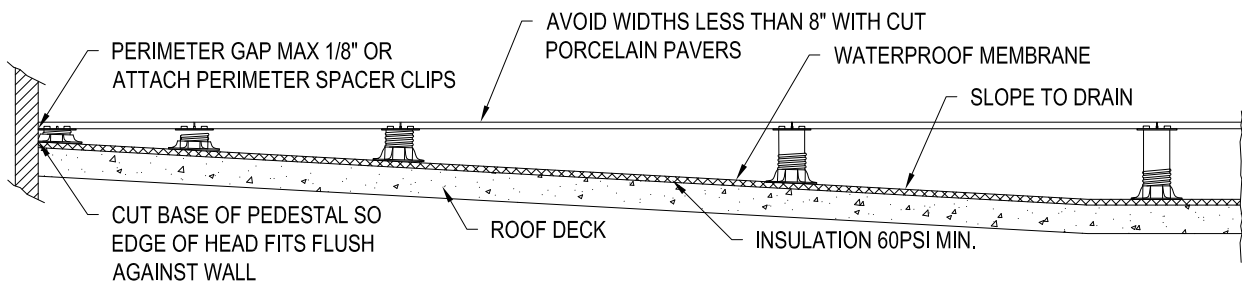 PERIMETER GAP MAX 1/8" OR
ATTACH PERIMETER SPACER CLIPS
AVOID WIDTHS LESS THAN 8" WITH CUT
PORCELAIN PAVERS
WATERPROOF MEMBRANE
SLOPE TO DRAIN
CUT BASE OF PEDESTAL SO
EDGE OF HEAD FITS FLUSH
AGAINST WALL
ROOF DECK
INSULATION 60PSI MIN.